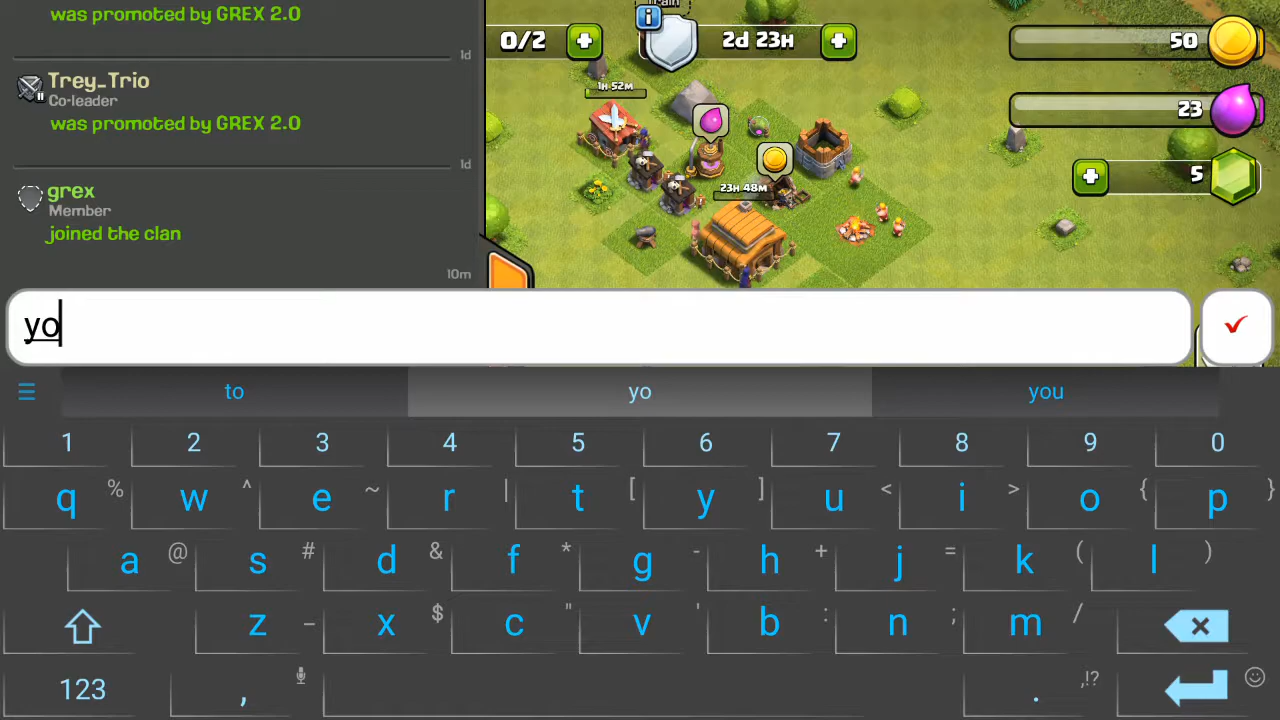 was promoted by GREX 2.0
1d
Trey_Trio
Co-leader
was promoted by GREX 2.0
1d
grex
Member
joined the clan
10m
Train
0/2
2d 23h
50
23
5
1h 52m
23h 48m
yo
to yo you
1 2 3 4 5 6 7 8 9 0
q % w ^ e ~ r | t [ y ] u < i > o { p }
a @ s # d & f * g - h + j = k ( l )
z _ x $ c " v ' b : n ; m /
123 , . ,!?